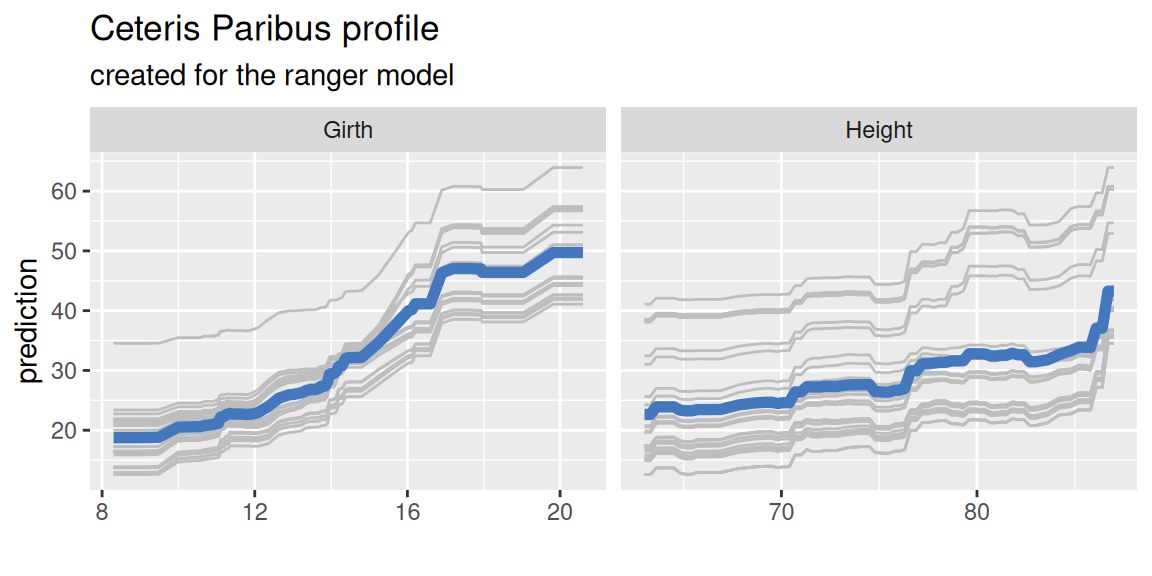 Ceteris Paribus profile
created for the ranger model
Girth
Height
prediction
60
50
40
30
20
8
12
16
20
70
80